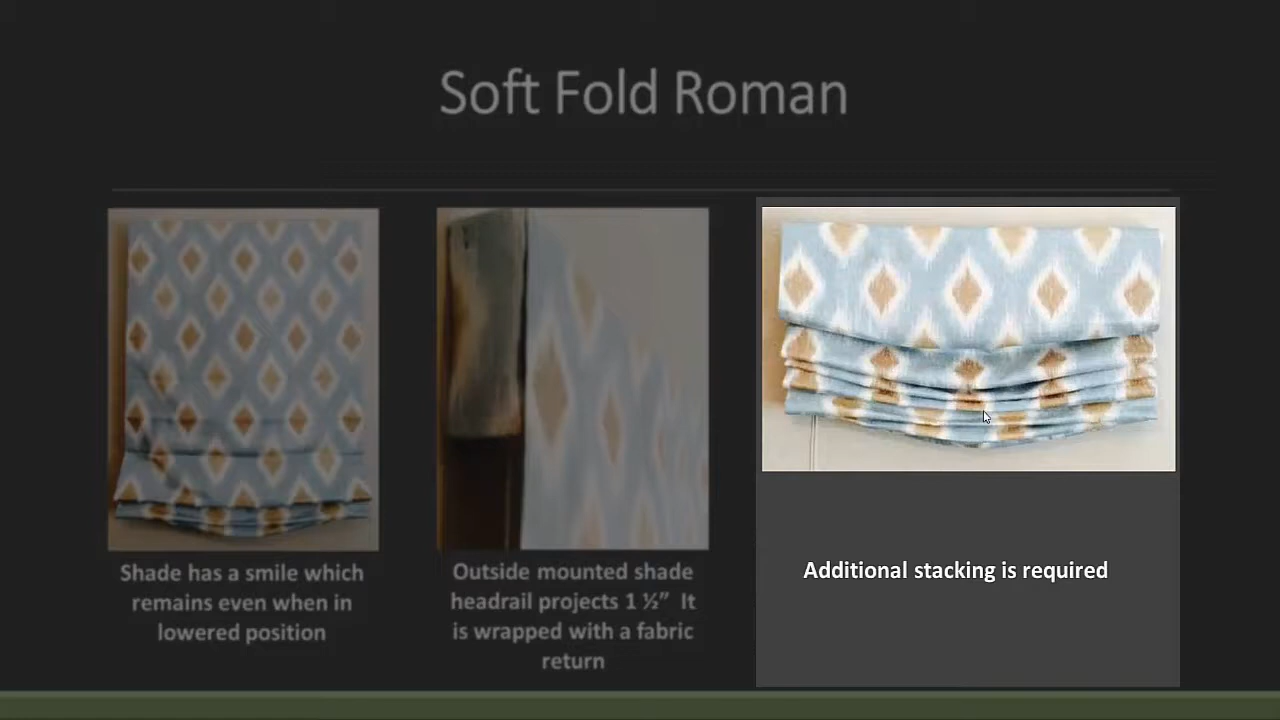 Soft Fold Roman
Shade has a smile which
remains even when in
lowered position
Outside mounted shade
headrail projects 1 ½” It
is wrapped with a fabric
return
Additional stacking is required